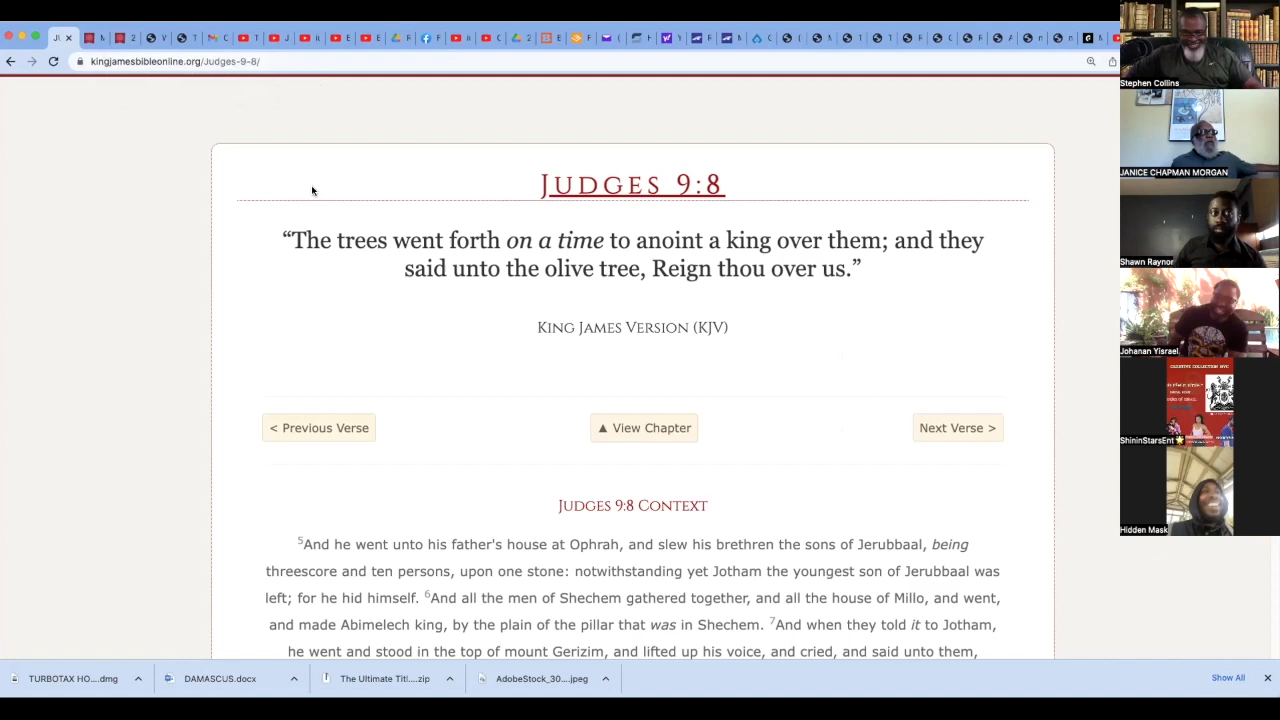 kingjamesbibleonline.org/Judges-9-8/
JUDGES 9:8
“The trees went forth on a time to anoint a king over them; and they
said unto the olive tree, Reign thou over us.”
KING JAMES VERSION (KJV)
< Previous Verse
▲ View Chapter
Next Verse >
JUDGES 9:8 CONTEXT
5And he went unto his father's house at Ophrah, and slew his brethren the sons of Jerubbaal, being
threescore and ten persons, upon one stone: notwithstanding yet Jotham the youngest son of Jerubbaal was
left; for he hid himself. 6And all the men of Shechem gathered together, and all the house of Millo, and went,
and made Abimelech king, by the plain of the pillar that was in Shechem. 7And when they told it to Jotham,
he went and stood in the top of mount Gerizim, and lifted up his voice, and cried, and said unto them,
TURBOTAX HO....dmg
DAMASCUS.docx
The Ultimate Titl....zip
AdobeStock_30....jpeg
Show All
Stephen Collins
JANICE CHAPMAN MORGAN
Shawn Raynor
Johanan Yisrael
ShininStarsEnt
Hidden Mask